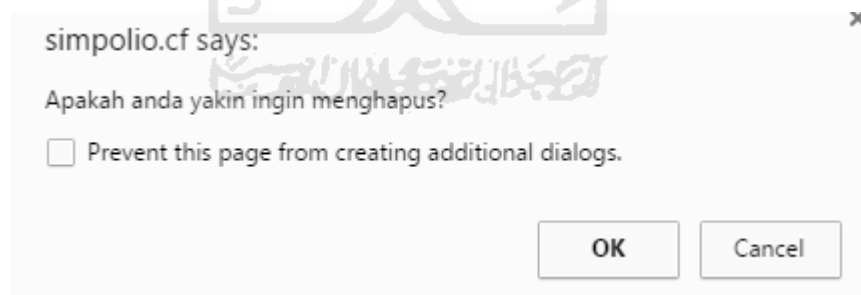 simpolio.cf says:
Apakah anda yakin ingin menghapus?
Prevent this page from creating additional dialogs.
OK
Cancel